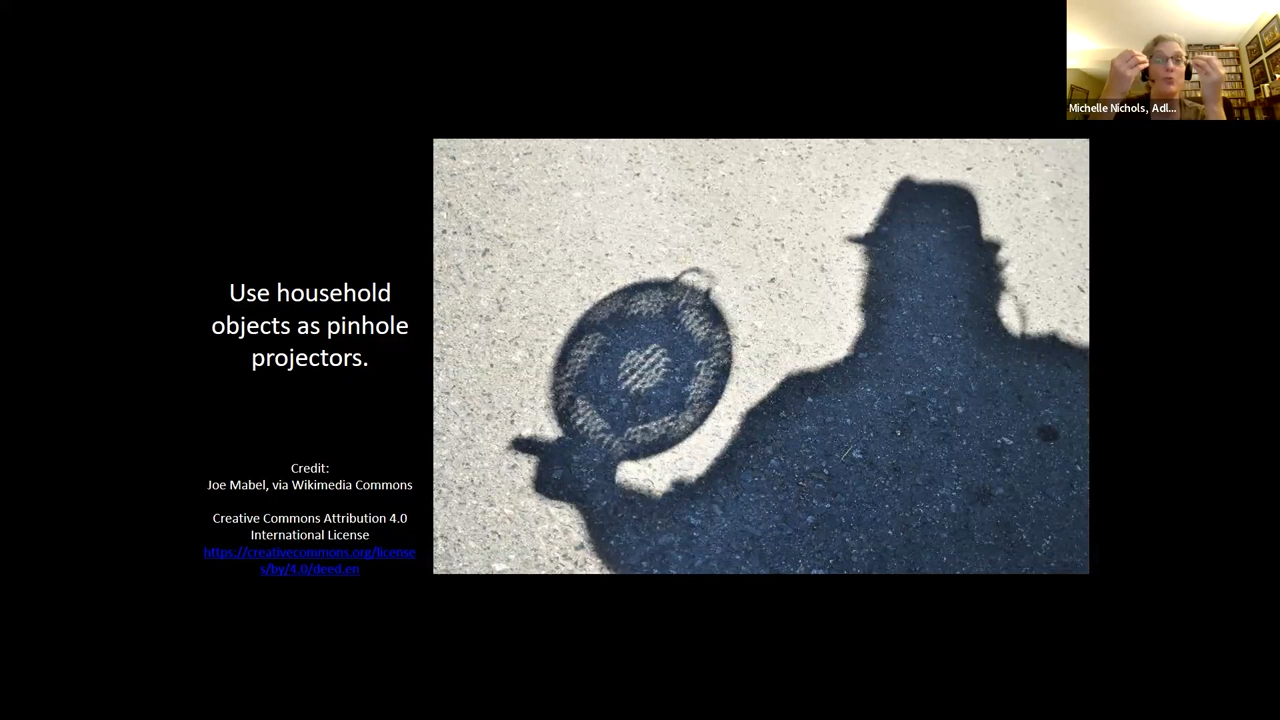 Michelle Nichols, Adl...
Use household
objects as pinhole
projectors.
Credit:
Joe Mabel, via Wikimedia Commons
Creative Commons Attribution 4.0
International License
https://creativecommons.org/license
s/by/4.0/deed.en